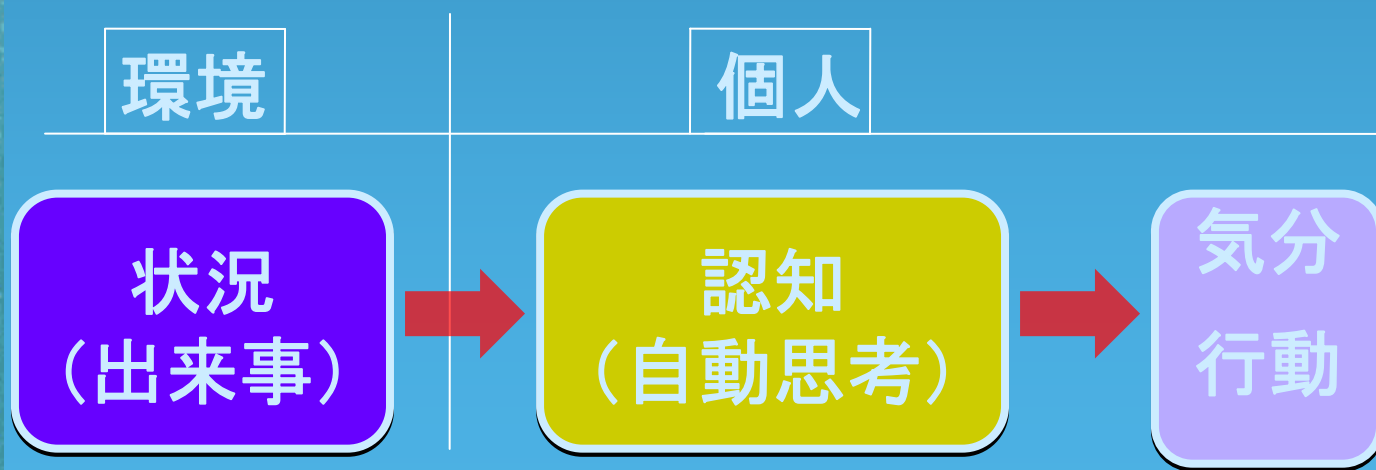 環境
個人
状況
（出来事）
認知
（自動思考）
気分
行動